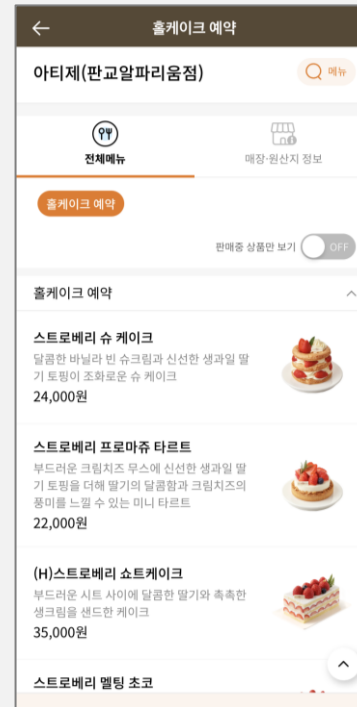 홀케이크 예약
아티제(판교알파리움점)
메뉴
전체메뉴
매장·원산지 정보
홀케이크 예약
판매중 상품만 보기
OFF
홀케이크 예약
스트로베리 슈 케이크
달콤한 바닐라 빈 슈크림과 신선한 생과일 딸
기 토핑이 조화로운 슈 케이크
24,000원
스트로베리 프로마쥬 타르트
부드러운 크림치즈 무스에 신선한 생과일 딸
기 토핑을 더해 딸기의 달콤함과 크림치즈의
풍미를 느낄 수 있는 미니 타르트
22,000원
(H)스트로베리 쇼트케이크
부드러운 시트 사이에 달콤한 딸기와 촉촉한
생크림을 샌드한 케이크
35,000원
스트로베리 멜팅 초코